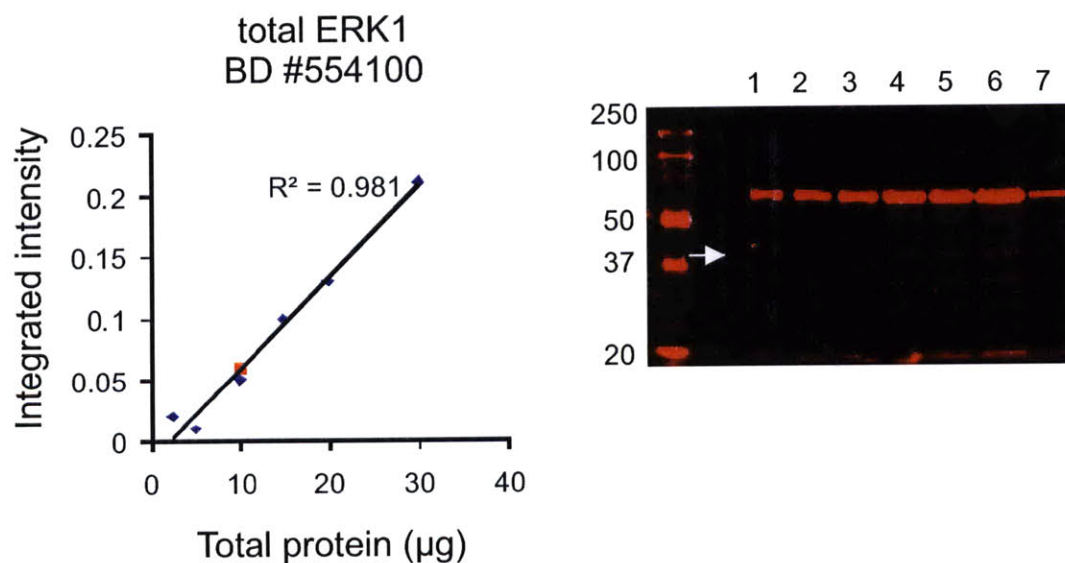 total ERK1
BD #554100
Integrated intensity
0.25
0.2
0.15
0.1
0.05
0
R² = 0.981
0 10 20 30 40
Total protein (µg)
1 2 3 4 5 6 7
250
100
50
37
20